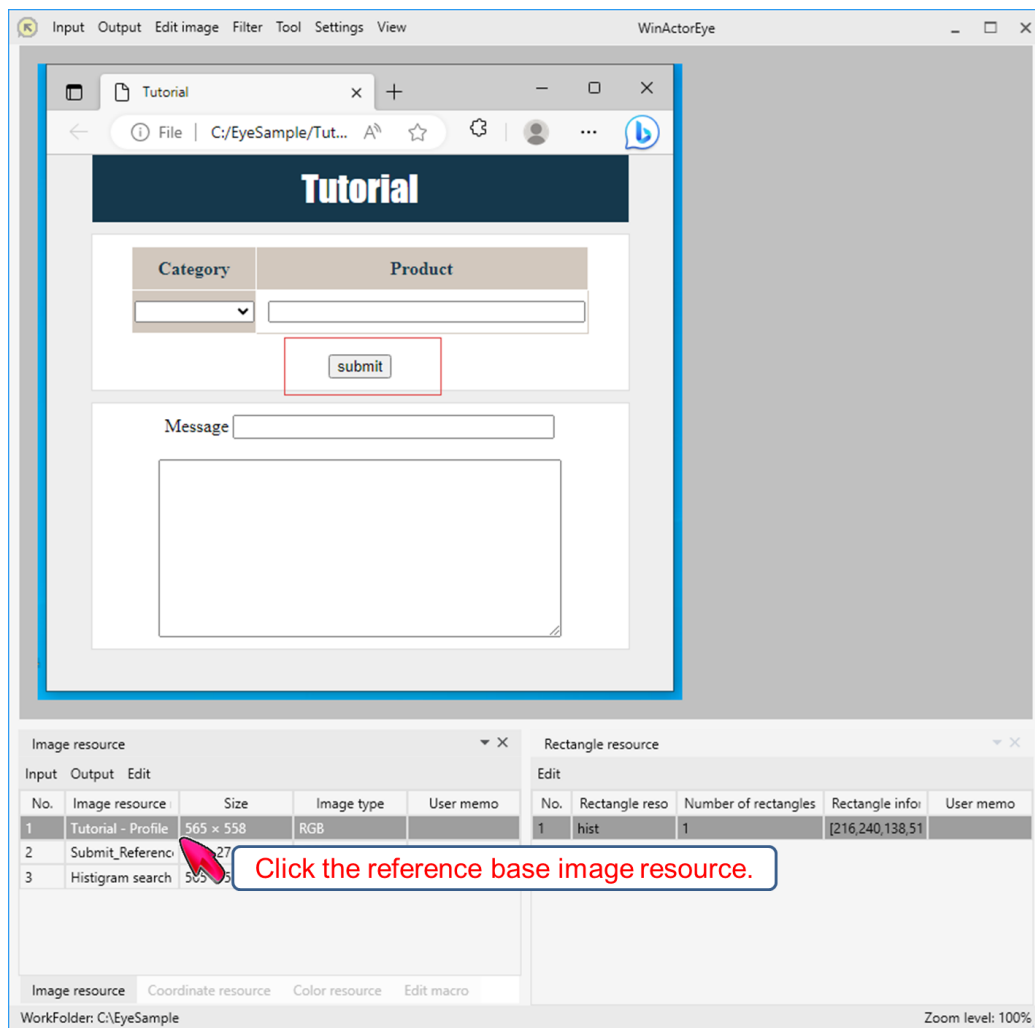 Input Output Edit image Filter Tool Settings View WinActorEye
Tutorial
File C:/EyeSample/Tut...
Tutorial
Category Product
submit
Message
Image resource Rectangle resource
Input Output Edit Edit
No. Image resource Size Image type User memo No. Rectangle reso Number of rectangles Rectangle infor User memo
1 Tutorial - Profile 565 × 558 RGB 1 hist 1 [216,240,138,51
2 Submit_Referenc 27
3 Histigram search
Click the reference base image resource.
Image resource Coordinate resource Color resource Edit macro
WorkFolder: C:\EyeSample Zoom level: 100%